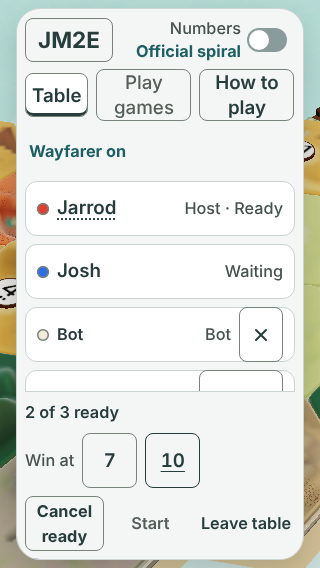 JM2E
Numbers
Official spiral
Table
Play
games
How to
play
Wayfarer on
Jarrod
Host · Ready
Josh
Waiting
Bot
Bot
×
2 of 3 ready
Win at
7
10
Cancel
ready
Start
Leave table